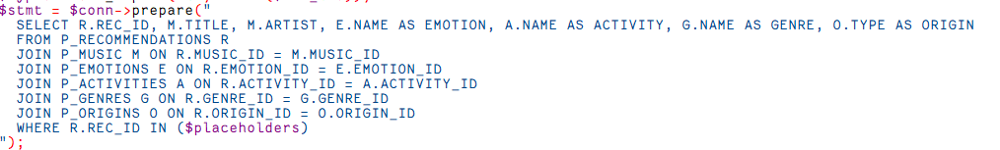 $stmt = $conn->prepare("
SELECT R.REC_ID, M.TITLE, M.ARTIST, E.NAME AS EMOTION, A.NAME AS ACTIVITY, G.NAME AS GENRE, O.TYPE AS ORIGIN
FROM P_RECOMMENDATIONS R
JOIN P_MUSIC M ON R.MUSIC_ID = M.MUSIC_ID
JOIN P_EMOTIONS E ON R.EMOTION_ID = E.EMOTION_ID
JOIN P_ACTIVITIES A ON R.ACTIVITY_ID = A.ACTIVITY_ID
JOIN P_GENRES G ON R.GENRE_ID = G.GENRE_ID
JOIN P_ORIGINS O ON R.ORIGIN_ID = O.ORIGIN_ID
WHERE R.REC_ID IN ($placeholders)
");